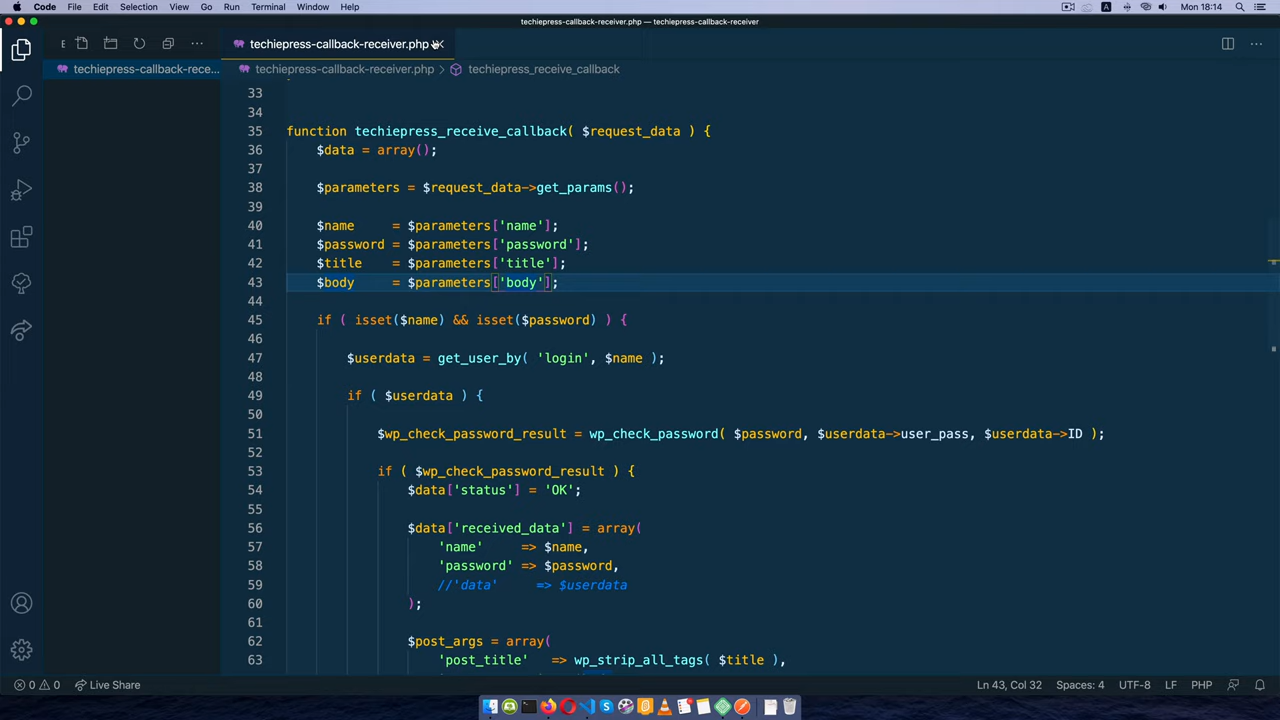 Code File Edit Selection View Go Run Terminal Window Help A Mon 18:14
techiepress-callback-receiver.php — techiepress-callback-receiver
E techiepress-callback-receiver.php
techiepress-callback-rece... techiepress-callback-receiver.php > techiepress_receive_callback
33
34
35 function techiepress_receive_callback( $request_data ) {
36 $data = array();
37
38 $parameters = $request_data->get_params();
39
40 $name = $parameters['name'];
41 $password = $parameters['password'];
42 $title = $parameters['title'];
43 $body = $parameters['body'];
44
45 if ( isset($name) && isset($password) ) {
46
47 $userdata = get_user_by( 'login', $name );
48
49 if ( $userdata ) {
50
51 $wp_check_password_result = wp_check_password( $password, $userdata->user_pass, $userdata->ID );
52
53 if ( $wp_check_password_result ) {
54 $data['status'] = 'OK';
55
56 $data['received_data'] = array(
57 'name' => $name,
58 'password' => $password,
59 //'data' => $userdata
60 );
61
62 $post_args = array(
63 'post_title' => wp_strip_all_tags( $title ),
0 0 Live Share Ln 43, Col 32 Spaces: 4 UTF-8 LF PHP